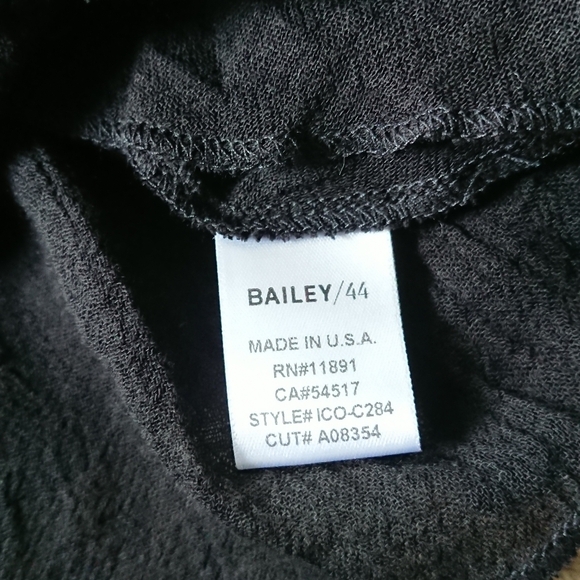 BAILEY/44
MADE IN U.S.A.
RN#11891
CA#54517
STYLE# ICO-C284
CUT# A08354